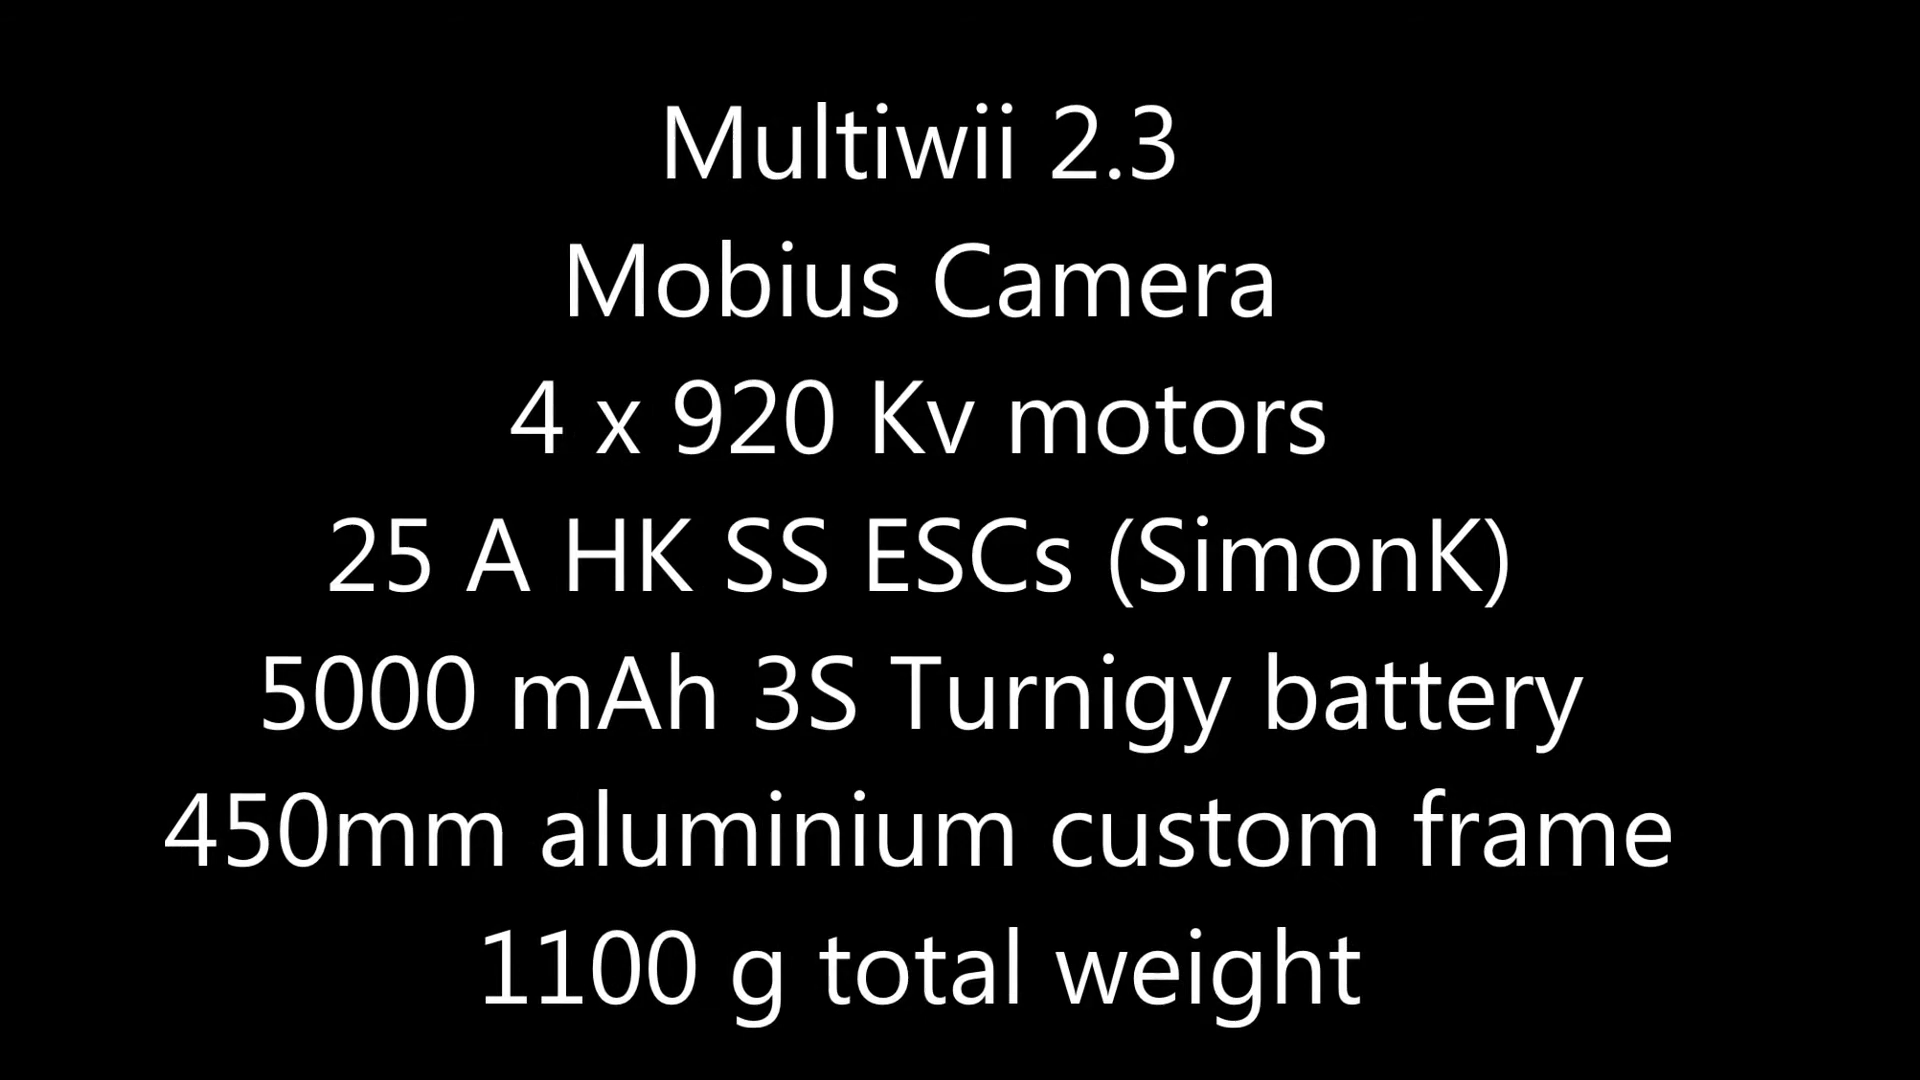 Multiwii 2.3
Mobius Camera
4 x 920 Kv motors
25 A HK SS ESCs (SimonK)
5000 mAh 3S Turnigy battery
450mm aluminium custom frame
1100 g total weight